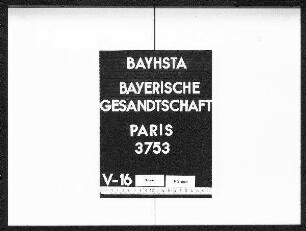 BAYHSTA
BAYERISCHE
GESANDTSCHAFT
PARIS
3753
V-16